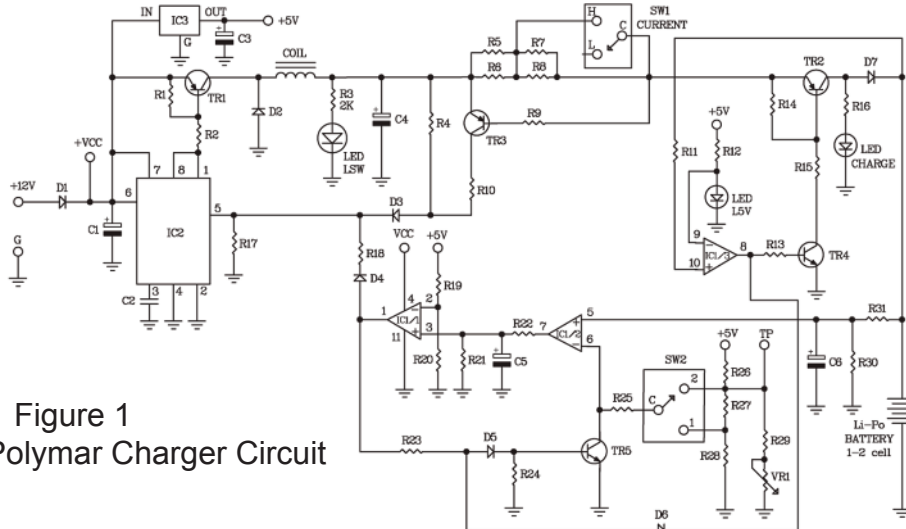 IN
IC3
OUT
+5V
G
C3
COIL
SW1
CURRENT
H
C
L
R5
R7
R6
R8
R1
TR1
R2
D2
R3
2K
LED
LSW
C4
R4
TR3
R9
R10
TR2
D7
R14
R16
R15
LED
CHARGE
+5V
R11
R12
LED
L5V
9
10
IC1/3
8
R13
TR4
+VCC
+12V
D1
6
7
8
1
5
IC2
C1
G
C2
3
4
2
R17
D3
R18
D4
VCC
+5V
R19
4
2
1
IC1/1
3
11
R20
R21
C5
R22
7
IC1/2
5
6
R31
C6
R30
SW2
2
C
1
R25
+5V
TP
R26
R27
R28
R29
VR1
Li-Po
BATTERY
1-2 cell
R23
D5
R24
TR5
D6
Figure 1
Polymar Charger Circuit